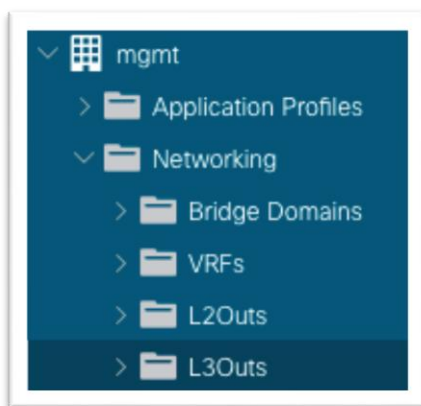 mgmt
Application Profiles
Networking
Bridge Domains
VRFs
L2Outs
L3Outs